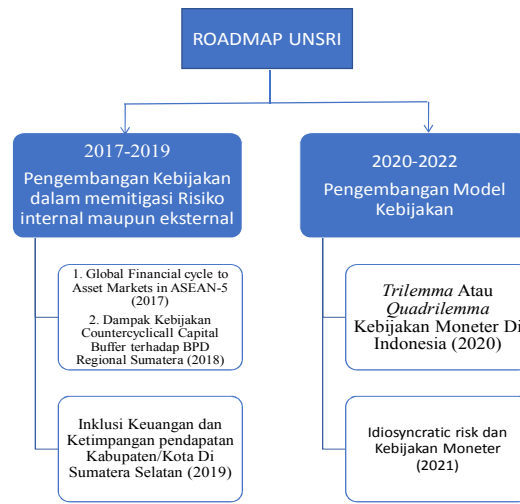 ROADMAP UNSRI
2017-2019
Pengembangan Kebijakan
dalam memitigasi Risiko
internal maupun eksternal
1. Global Financial cycle to
Asset Markets in ASEAN-5
(2017)
2. Dampak Kebijakan
Countercyclicall Capital
Buffer terhadap BPD
Regional Sumatera (2018)
Inklusi Keuangan dan
Ketimpangan pendapatan
Kabupaten/Kota Di
Sumatera Selatan (2019)
2020-2022
Pengembangan Model
Kebijakan
Trilemma Atau
Quadrilemma
Kebijakan Moneter Di
Indonesia (2020)
Idiosyncratic risk dan
Kebijakan Moneter
(2021)